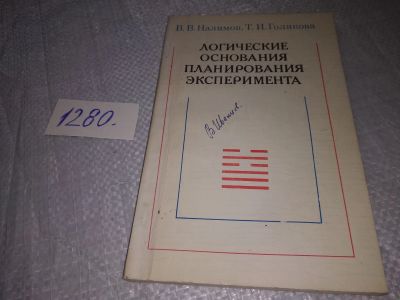 В. В. Налимов, Т. И. Голикова
ЛОГИЧЕСКИЕ
ОСНОВАНИЯ
ПЛАНИРОВАНИЯ
ЭКСПЕРИМЕНТА
1280.